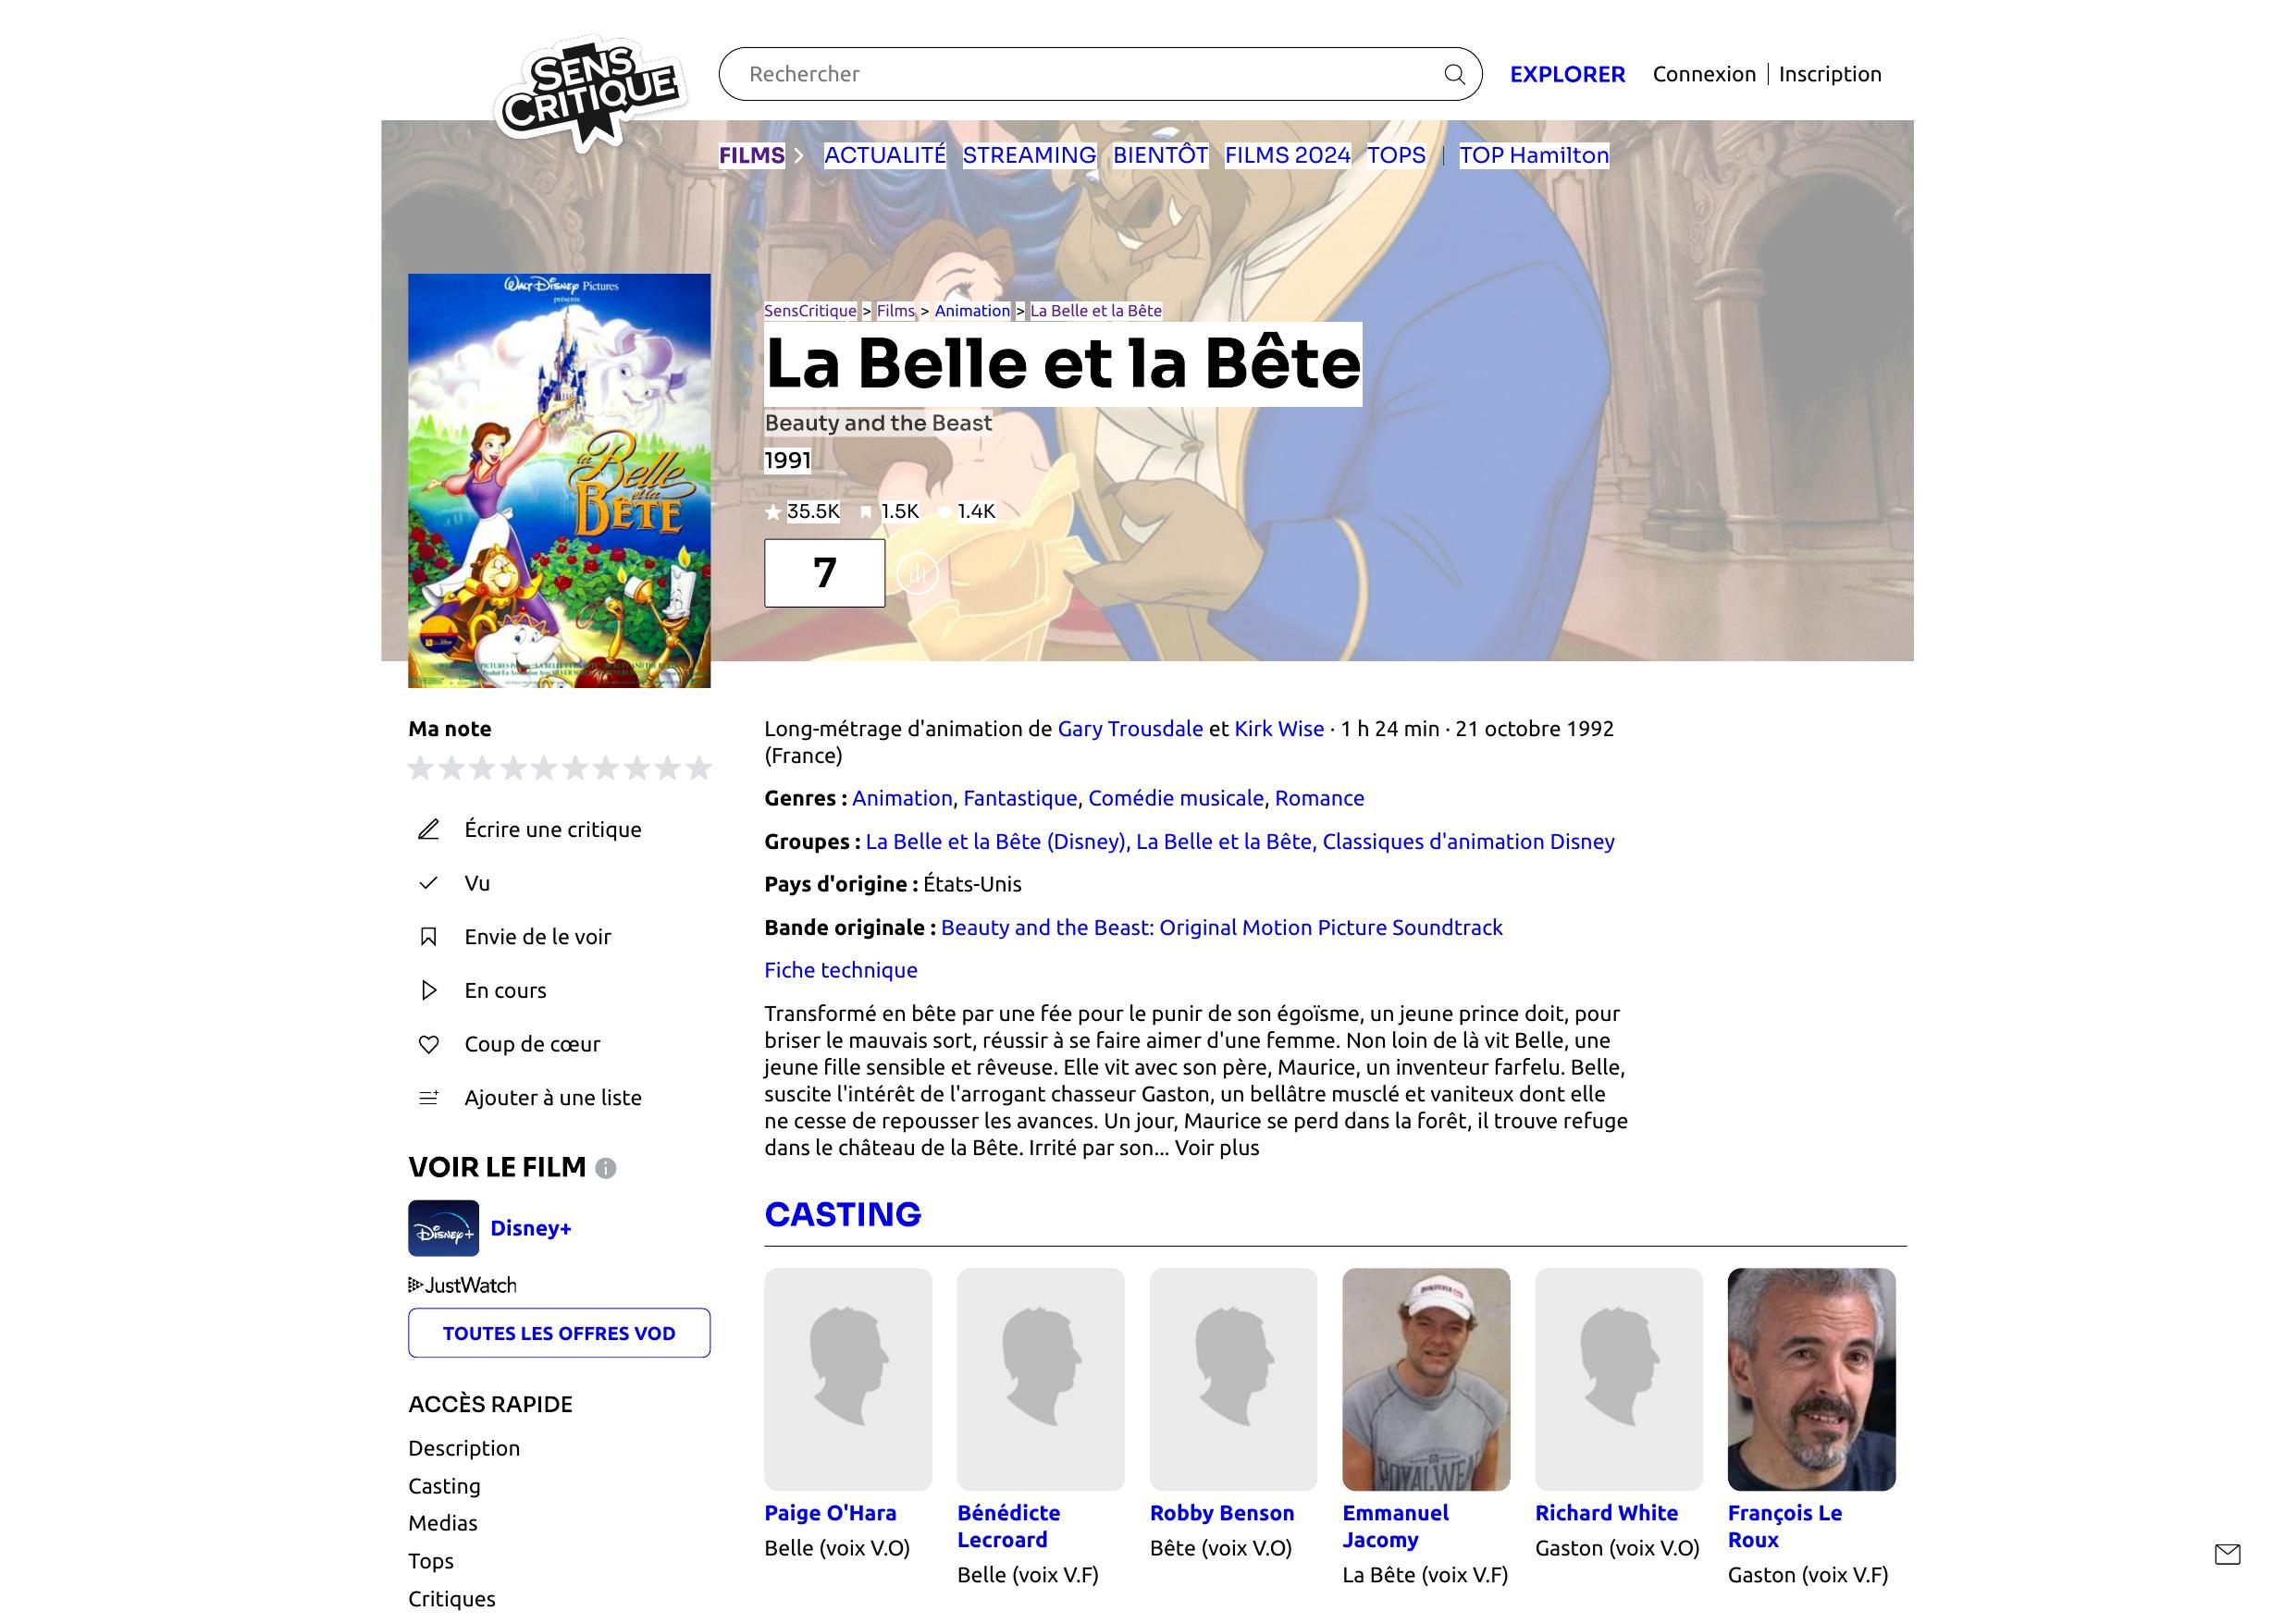 SENS
CRITIQUE
Rechercher
EXPLORER
Connexion
Inscription
FILMS
ACTUALITÉ
STREAMING
BIENTÔT
FILMS 2024
TOPS
TOP Hamilton
WALT DISNEY Pictures
présente
la Belle
et la
BÊTE
SensCritique > Films > Animation > La Belle et la Bête
La Belle et la Bête
Beauty and the Beast
1991
35.5K 1.5K 1.4K
7
Ma note
Écrire une critique
Vu
Envie de le voir
En cours
Coup de cœur
Ajouter à une liste
VOIR LE FILM
Disney+
Disney+
JustWatch
TOUTES LES OFFRES VOD
ACCÈS RAPIDE
Description
Casting
Medias
Tops
Critiques
Long-métrage d'animation de Gary Trousdale et Kirk Wise · 1 h 24 min · 21 octobre 1992
(France)
Genres : Animation, Fantastique, Comédie musicale, Romance
Groupes : La Belle et la Bête (Disney), La Belle et la Bête, Classiques d'animation Disney
Pays d'origine : États-Unis
Bande originale : Beauty and the Beast: Original Motion Picture Soundtrack
Fiche technique
Transformé en bête par une fée pour le punir de son égoïsme, un jeune prince doit, pour
briser le mauvais sort, réussir à se faire aimer d'une femme. Non loin de là vit Belle, une
jeune fille sensible et rêveuse. Elle vit avec son père, Maurice, un inventeur farfelu. Belle,
suscite l'intérêt de l'arrogant chasseur Gaston, un bellâtre musclé et vaniteux dont elle
ne cesse de repousser les avances. Un jour, Maurice se perd dans la forêt, il trouve refuge
dans le château de la Bête. Irrité par son... Voir plus
CASTING
Paige O'Hara
Belle (voix V.O)
Bénédicte
Lecroard
Belle (voix V.F)
Robby Benson
Bête (voix V.O)
Emmanuel
Jacomy
La Bête (voix V.F)
Richard White
Gaston (voix V.O)
François Le
Roux
Gaston (voix V.F)